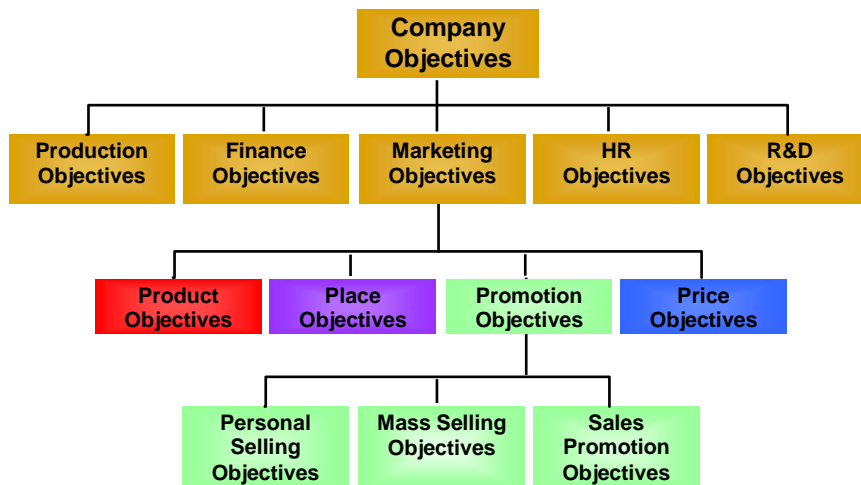 Company
Objectives
Production
Objectives
Finance
Objectives
Marketing
Objectives
HR
Objectives
R&D
Objectives
Product
Objectives
Place
Objectives
Promotion
Objectives
Price
Objectives
Personal
Selling
Objectives
Mass Selling
Objectives
Sales
Promotion
Objectives